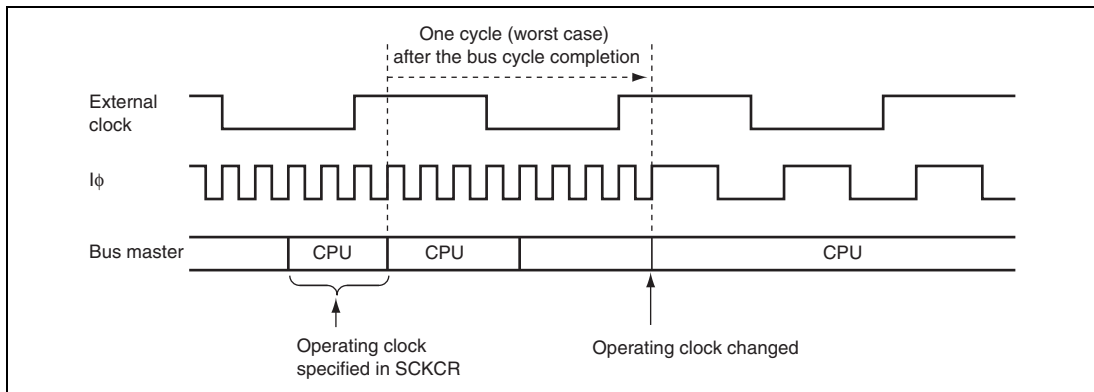 One cycle (worst case)
after the bus cycle completion
External
clock
Iϕ
Bus master
CPU
CPU
CPU
Operating clock
specified in SCKCR
Operating clock changed